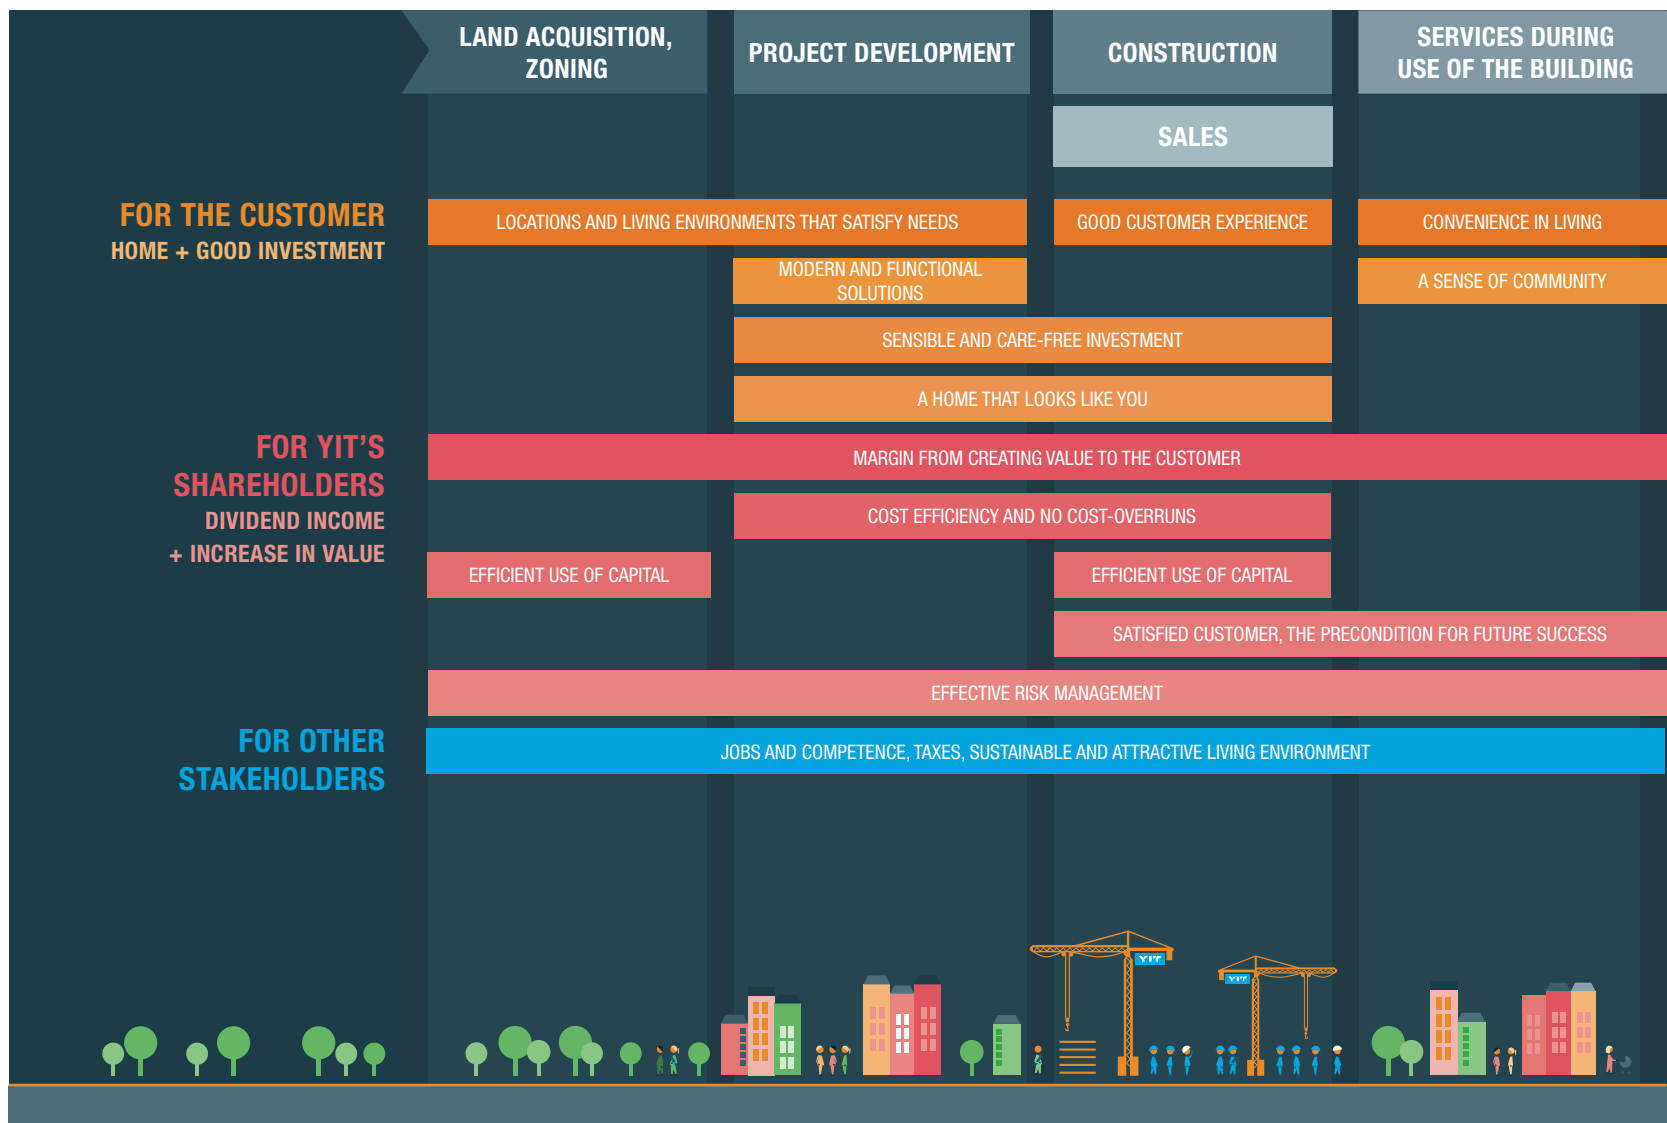 LAND ACQUISITION,
ZONING
PROJECT DEVELOPMENT
CONSTRUCTION
SERVICES DURING
USE OF THE BUILDING
SALES
FOR THE CUSTOMER
HOME + GOOD INVESTMENT
LOCATIONS AND LIVING ENVIRONMENTS THAT SATISFY NEEDS
GOOD CUSTOMER EXPERIENCE
CONVENIENCE IN LIVING
MODERN AND FUNCTIONAL
SOLUTIONS
A SENSE OF COMMUNITY
SENSIBLE AND CARE-FREE INVESTMENT
A HOME THAT LOOKS LIKE YOU
FOR YIT'S
SHAREHOLDERS
DIVIDEND INCOME
+ INCREASE IN VALUE
MARGIN FROM CREATING VALUE TO THE CUSTOMER
COST EFFICIENCY AND NO COST-OVERRUNS
EFFICIENT USE OF CAPITAL
EFFICIENT USE OF CAPITAL
SATISFIED CUSTOMER, THE PRECONDITION FOR FUTURE SUCCESS
EFFECTIVE RISK MANAGEMENT
FOR OTHER
STAKEHOLDERS
JOBS AND COMPETENCE, TAXES, SUSTAINABLE AND ATTRACTIVE LIVING ENVIRONMENT
YIT
YIT